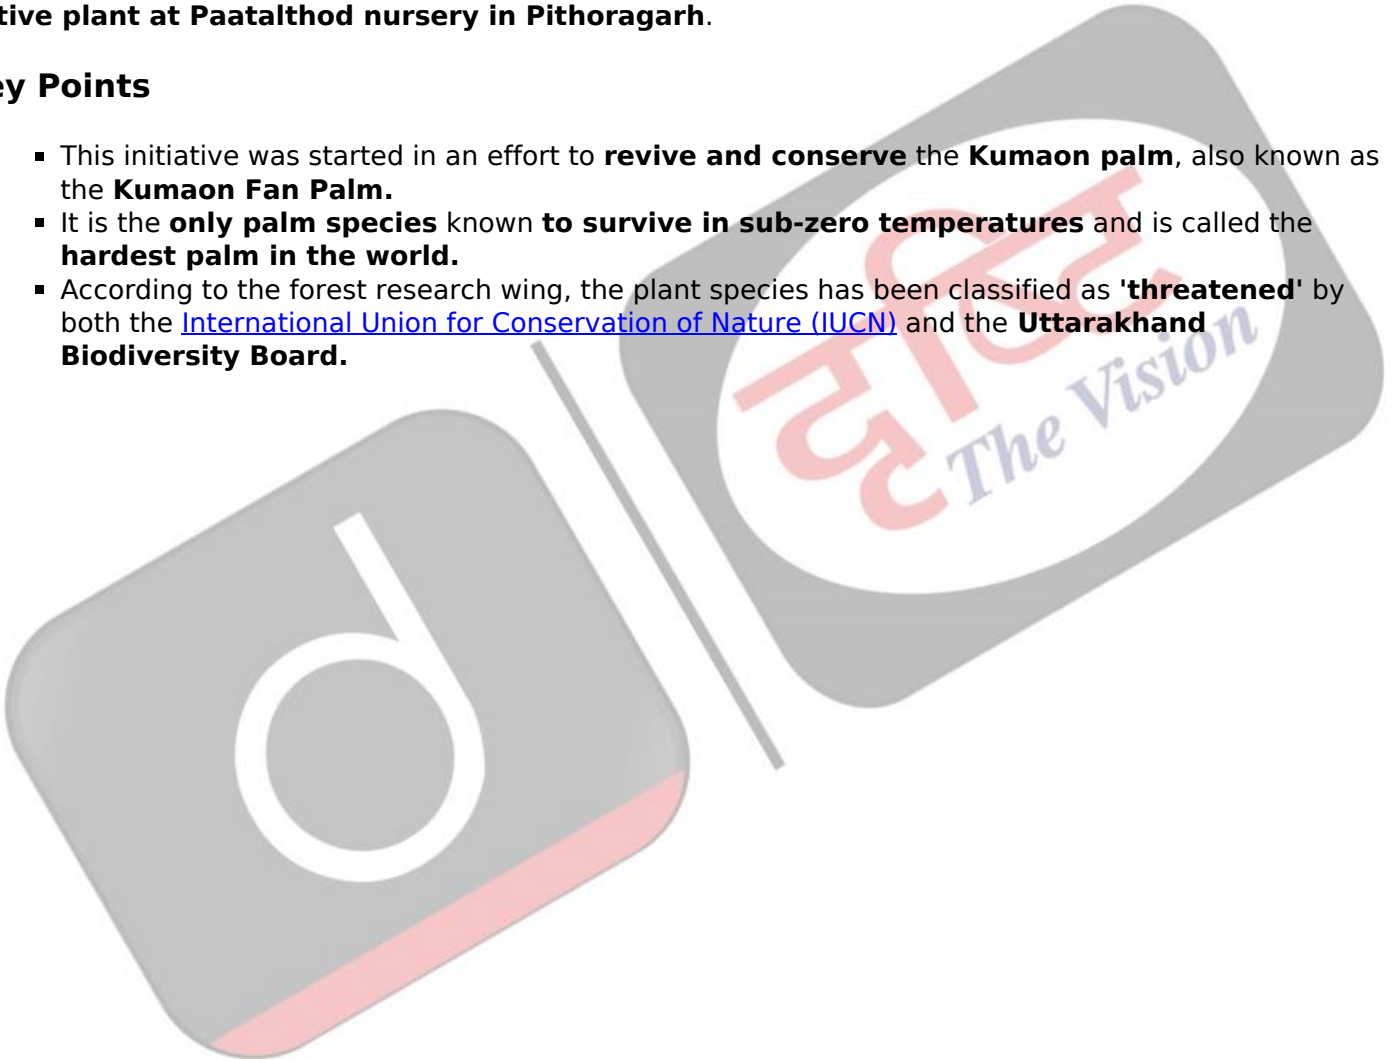 tive plant at Paatalthod nursery in Pithoragarh.
ey Points
▪ This initiative was started in an effort to revive and conserve the Kumaon palm, also known as
the Kumaon Fan Palm.
▪ It is the only palm species known to survive in sub-zero temperatures and is called the
hardest palm in the world.
▪ According to the forest research wing, the plant species has been classified as 'threatened' by
both the International Union for Conservation of Nature (IUCN) and the Uttarakhand
Biodiversity Board.
दृष्टि
The Vision
d